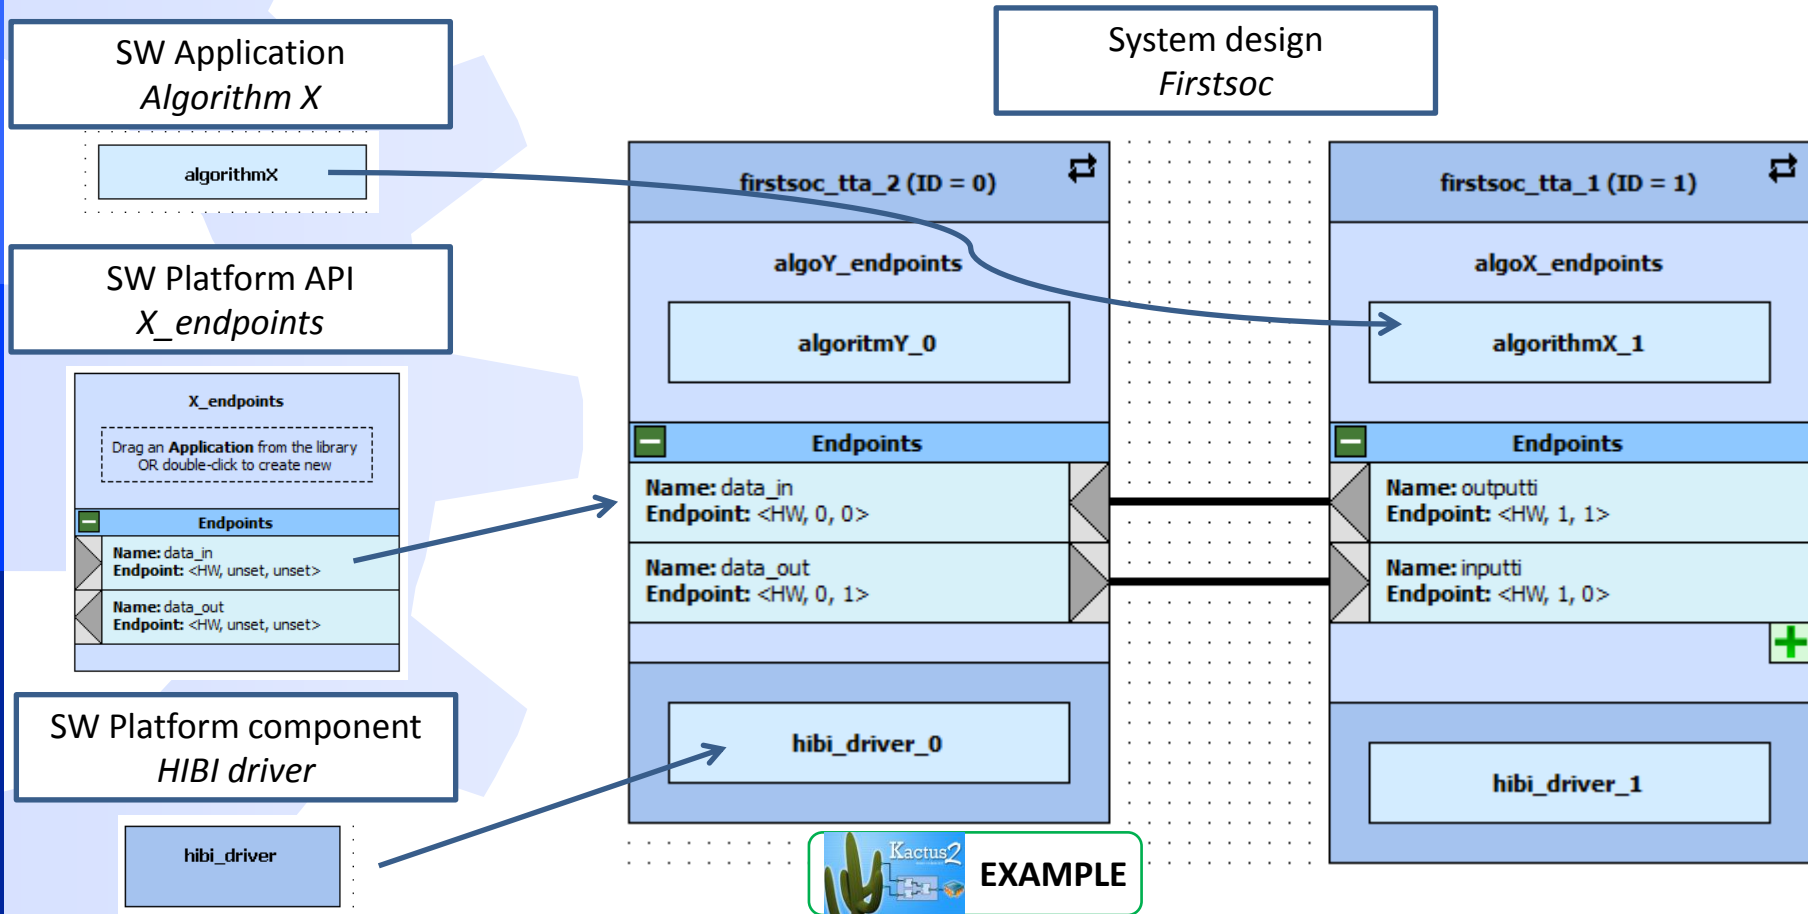 SW Application
Algorithm X
algorithmX
SW Platform API
X_endpoints
X_endpoints
Drag an Application from the library
OR double-click to create new
Endpoints
Name: data_in
Endpoint: <HW, unset, unset>
Name: data_out
Endpoint: <HW, unset, unset>
SW Platform component
HIBI driver
hibi_driver
System design
Firstsoc
firstsoc_tta_2 (ID = 0)
algoY_endpoints
algoritmY_0
Endpoints
Name: data_in
Endpoint: <HW, 0, 0>
Name: data_out
Endpoint: <HW, 0, 1>
hibi_driver_0
firstsoc_tta_1 (ID = 1)
algoX_endpoints
algorithmX_1
Endpoints
Name: outputti
Endpoint: <HW, 1, 1>
Name: inputti
Endpoint: <HW, 1, 0>
hibi_driver_1
Kactus2
EXAMPLE